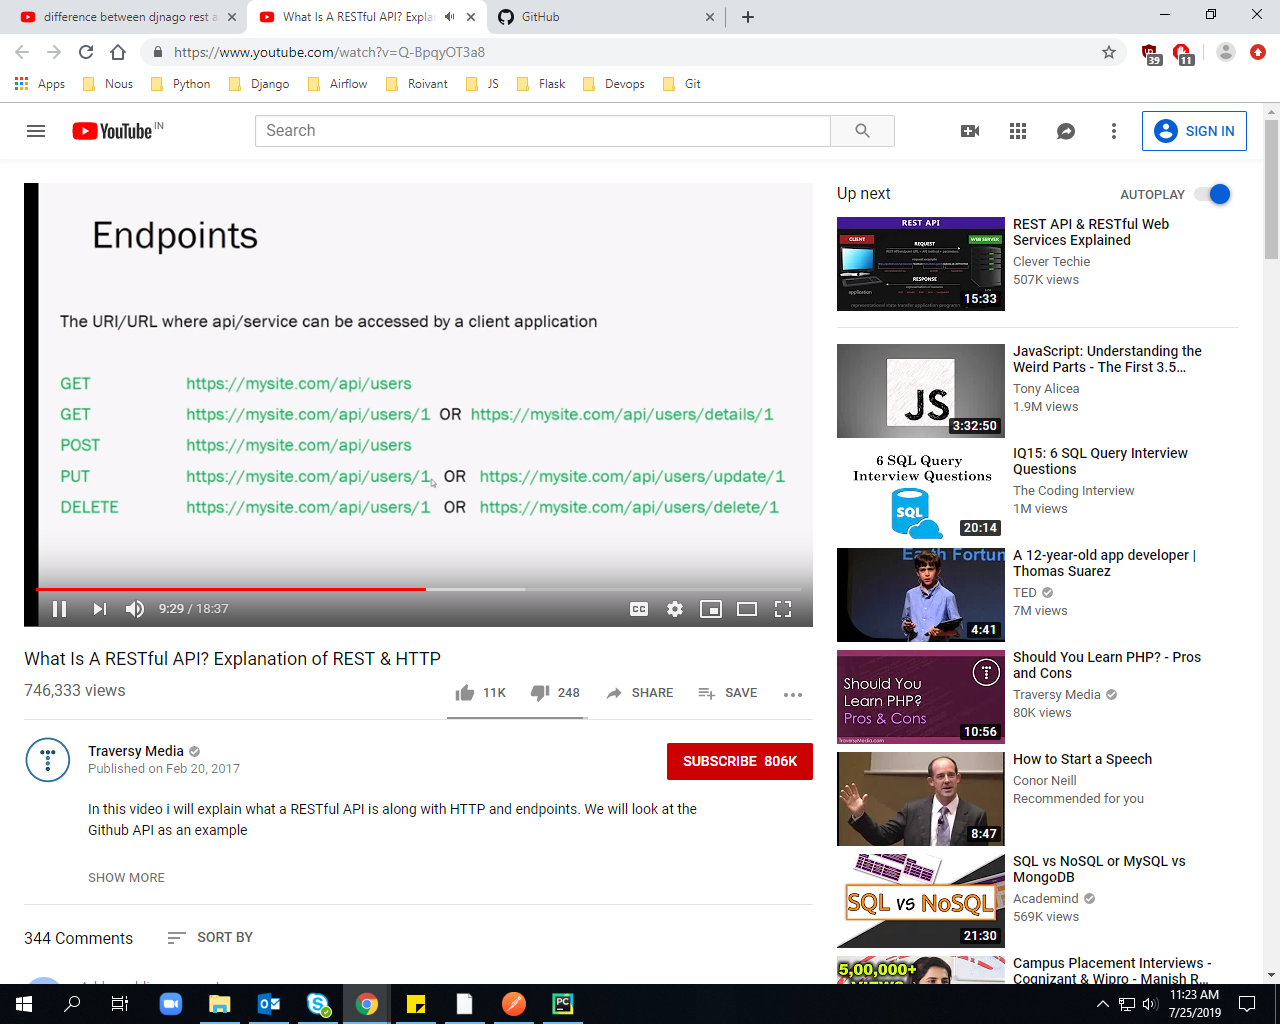 difference between djnago rest a
What Is A RESTful API? Expla
GitHub
https://www.youtube.com/watch?v=Q-BpqyOT3a8
39
11
Apps
Nous
Python
Django
Airflow
Roivant
JS
Flask
Devops
Git
YouTube IN
Search
SIGN IN
Endpoints
The URI/URL where api/service can be accessed by a client application
GET https://mysite.com/api/users
GET https://mysite.com/api/users/1 OR https://mysite.com/api/users/details/1
POST https://mysite.com/api/users
PUT https://mysite.com/api/users/1 OR https://mysite.com/api/users/update/1
DELETE https://mysite.com/api/users/1 OR https://mysite.com/api/users/delete/1
9:29 / 18:37
CC
What Is A RESTful API? Explanation of REST & HTTP
746,333 views
11K
248
SHARE
SAVE
Traversy Media
Published on Feb 20, 2017
SUBSCRIBE 806K
In this video i will explain what a RESTful API is along with HTTP and endpoints. We will look at the
Github API as an example
SHOW MORE
344 Comments
SORT BY
Up next
AUTOPLAY
REST API
CLIENT
REQUEST
WEB SERVER
RESPONSE
application
15:33
REST API & RESTful Web
Services Explained
Clever Techie
507K views
JS
3:32:50
JavaScript: Understanding the
Weird Parts - The First 3.5...
Tony Alicea
1.9M views
6 SQL Query
Interview Questions
SQL
20:14
IQ15: 6 SQL Query Interview
Questions
The Coding Interview
1M views
Earth Fortun
4:41
A 12-year-old app developer |
Thomas Suarez
TED
7M views
Should You
Learn PHP?
Pros & Cons
10:56
Should You Learn PHP? - Pros
and Cons
Traversy Media
80K views
8:47
How to Start a Speech
Conor Neill
Recommended for you
SQL vs NoSQL
21:30
SQL vs NoSQL or MySQL vs
MongoDB
Academind
569K views
5,00,000+
VIEWS
Campus Placement Interviews -
Cognizant & Wipro - Manish R...
PC
11:23 AM
7/25/2019